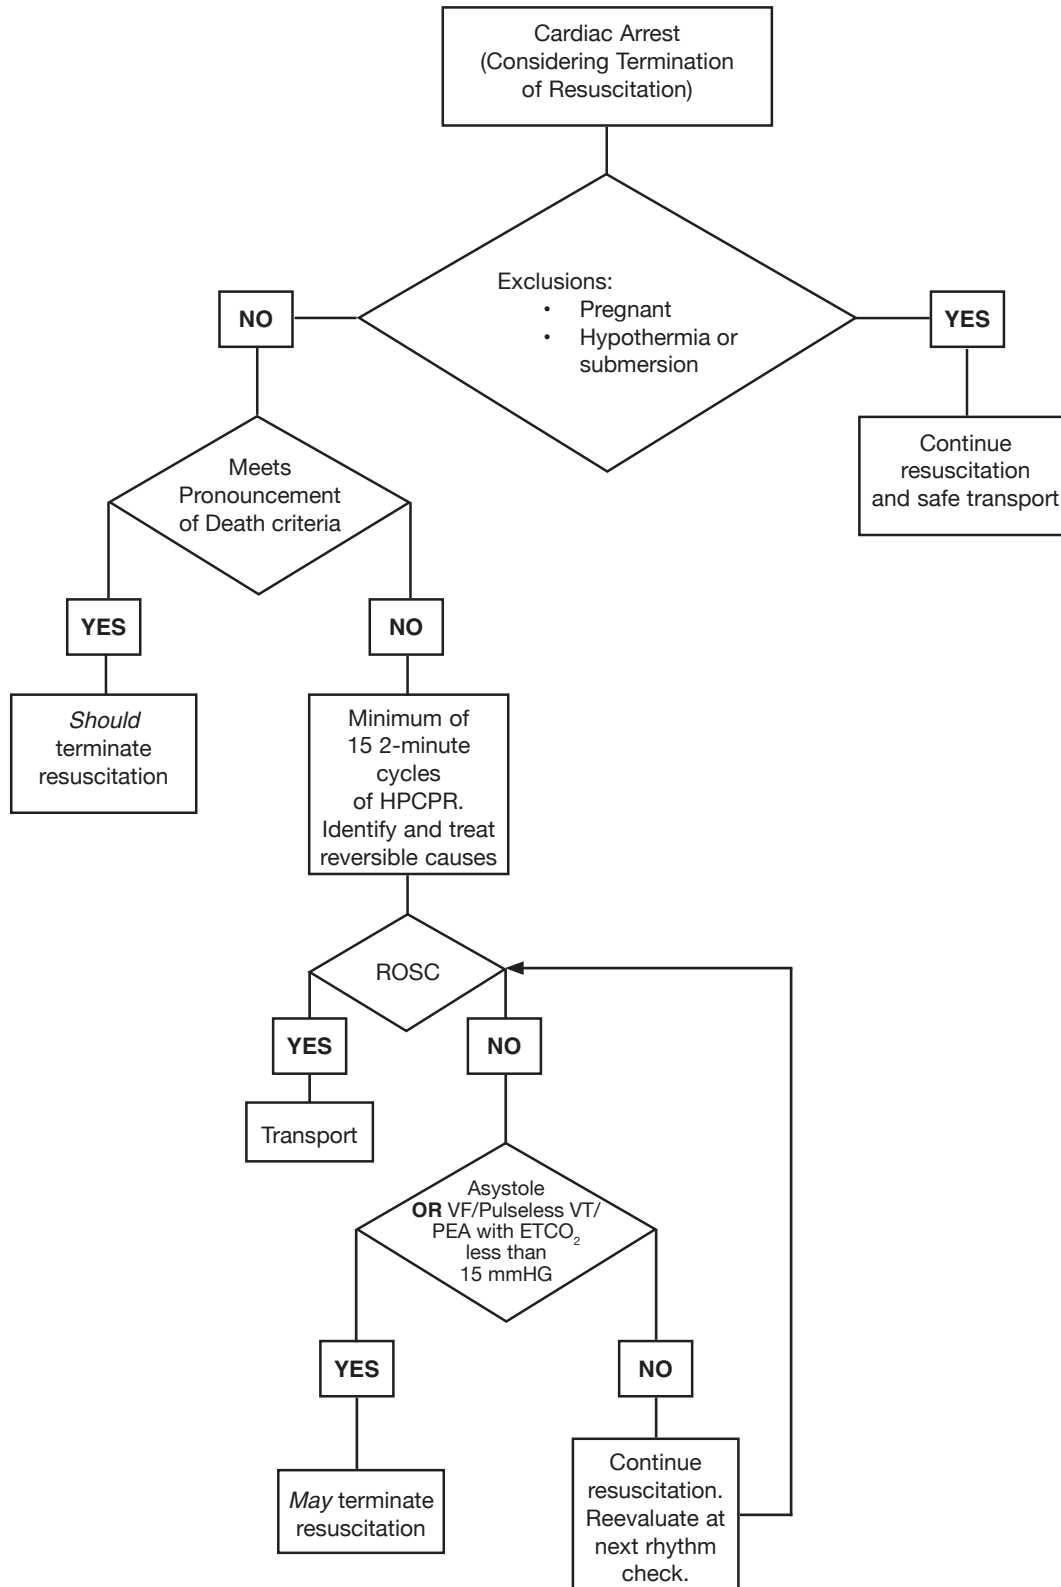 Cardiac Arrest
(Considering Termination
of Resuscitation)
Exclusions:
• Pregnant
• Hypothermia or
submersion
NO
YES
Continue
resuscitation
and safe transport
Meets
Pronouncement
of Death criteria
YES
NO
Should
terminate
resuscitation
Minimum of
15 2-minute
cycles
of HPCPR.
Identify and treat
reversible causes
ROSC
YES
NO
Transport
Asystole
OR VF/Pulseless VT/
PEA with ETCO₂
less than
15 mmHG
YES
NO
May terminate
resuscitation
Continue
resuscitation.
Reevaluate at
next rhythm
check.